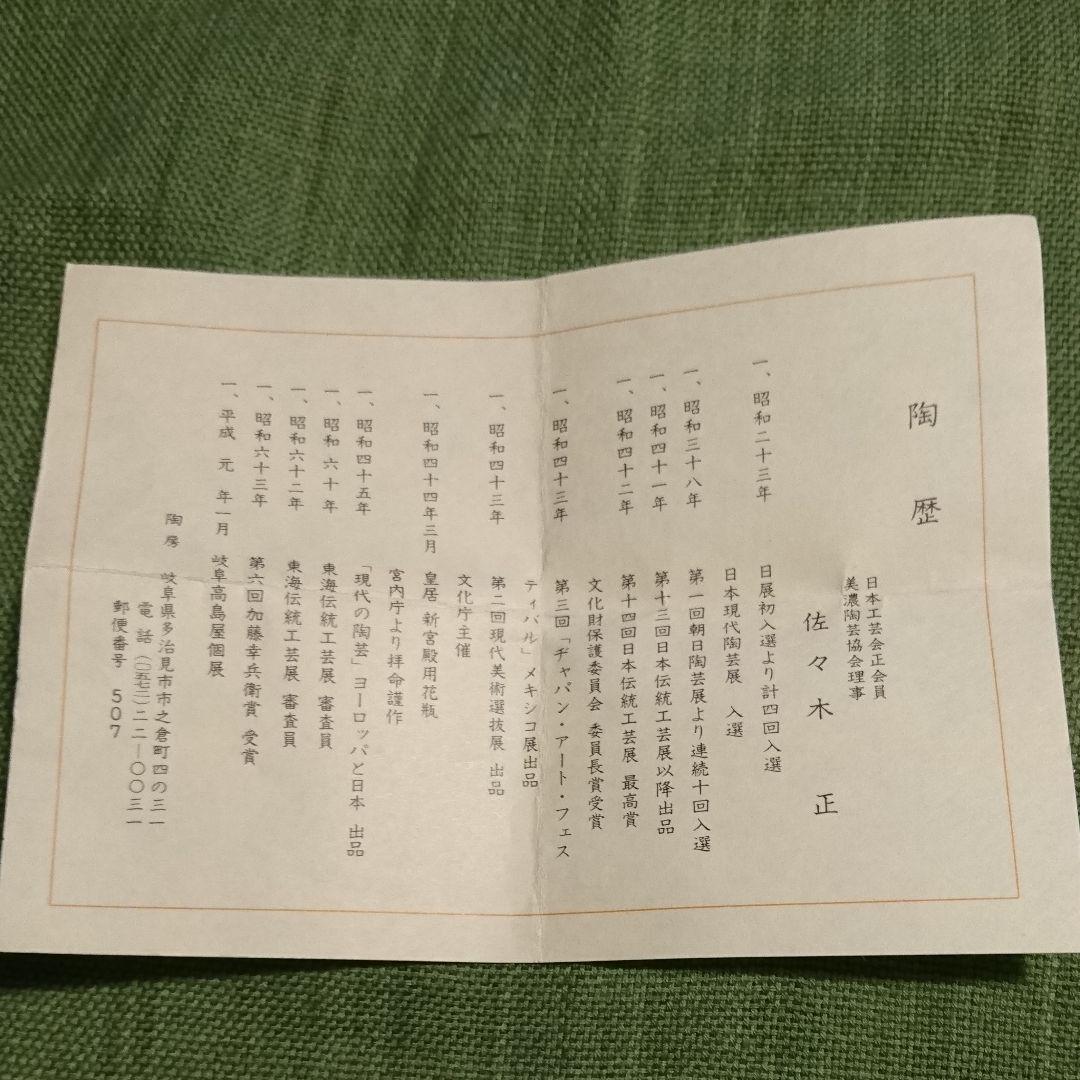 陶歴
日本工芸会正会員
美濃陶芸協会理事
佐々木 正
一、昭和二十三年 日展初入選より計四回入選
日本現代陶芸展 入選
一、昭和三十八年 第一回朝日陶芸展より連続十回入選
一、昭和四十一年 第十三回日本伝統工芸展以降出品
一、昭和四十二年 第十四回日本伝統工芸展 最高賞
文化財保護委員会 委員長賞受賞
一、昭和四十三年 第三回「ヂャパン・アート・フェス
ティバル」メキシコ展出品
一、昭和四十三年 第二回現代美術選抜展 出品
文化庁主催
一、昭和四十四年三月 皇居 新宮殿用花瓶
宮内庁より拝命謹作
一、昭和四十五年 「現代の陶芸」ヨーロッパと日本 出品
一、昭和六十年 東海伝統工芸展 審査員
一、昭和六十二年 東海伝統工芸展 審査員
一、昭和六十三年 第六回加藤幸兵衛賞 受賞
一、平成 元 年一月 岐阜高島屋個展
陶房 岐阜県多治見市市之倉町四の三一
電話(〇五七二)二二―〇〇三一
郵便番号 507